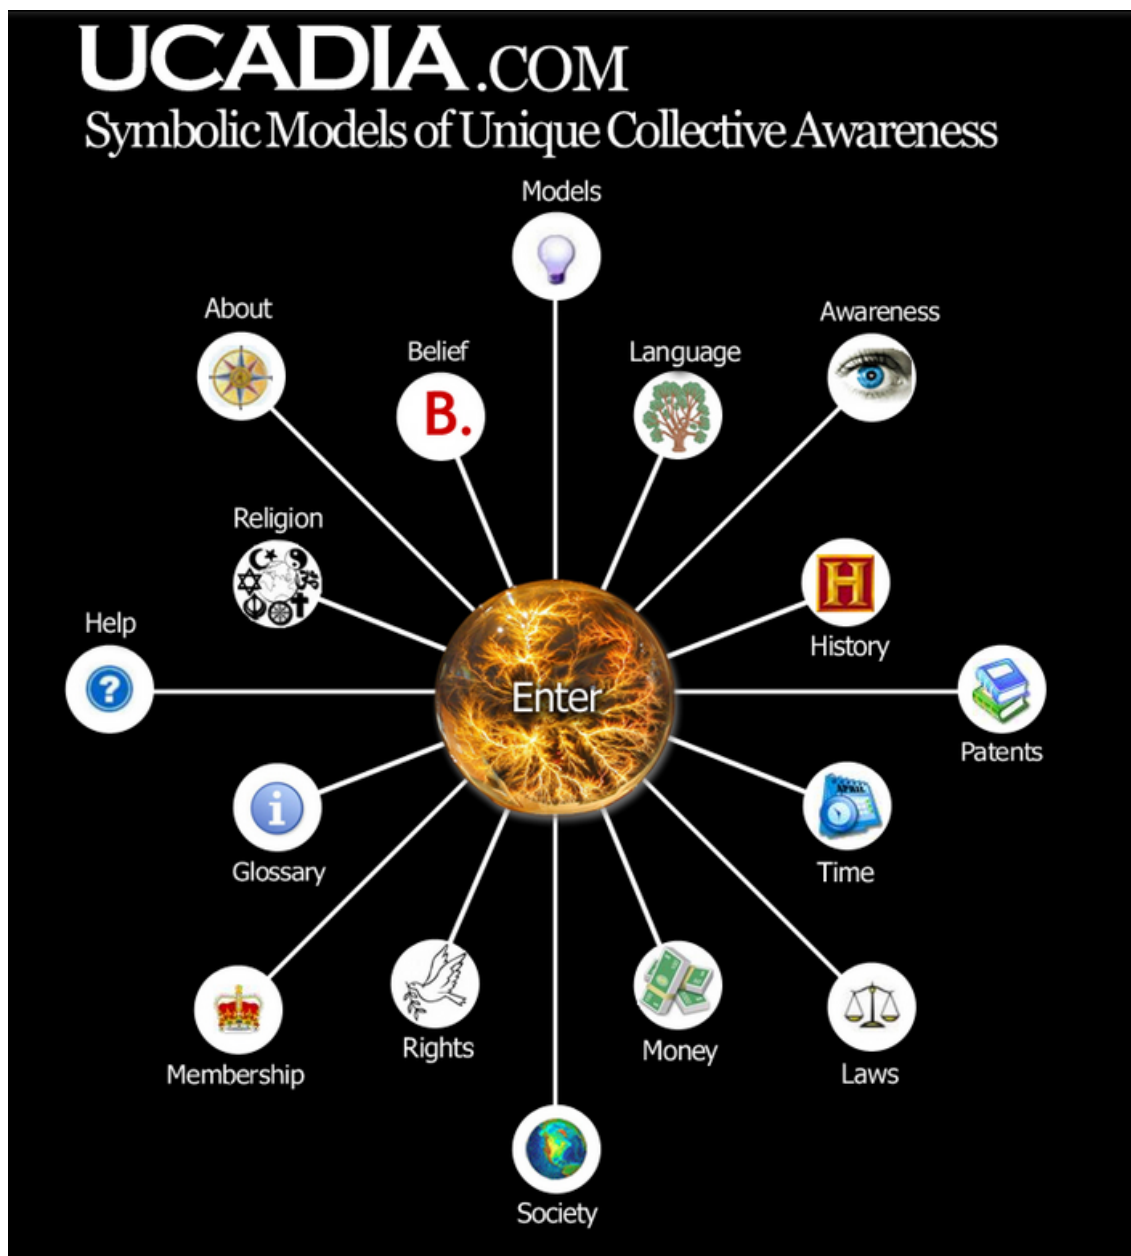 UCADIA.COM
Symbolic Models of Unique Collective Awareness
Models
About
Awareness
Belief
Language
B.
Religion
H
History
Help
?
Enter
Patents
i
APRIL
Glossary
Time
Rights
Money
Membership
Laws
Society